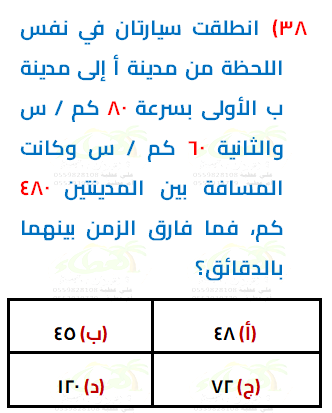 ٣٨) انطلقت سيارتان في نفس
اللحظة من مدينة أ إلى مدينة
ب الأولى بسرعة ٨٠ كم / س
والثانية ٦٠ كم / س وكانت
المسافة بين المدينتين ٤٨٠
كم، فما فارق الزمن بينهما
بالدقائق؟
(أ) ٤٨ (ب) ٤٥
(ج) ٧٢ (د) ١٢٠